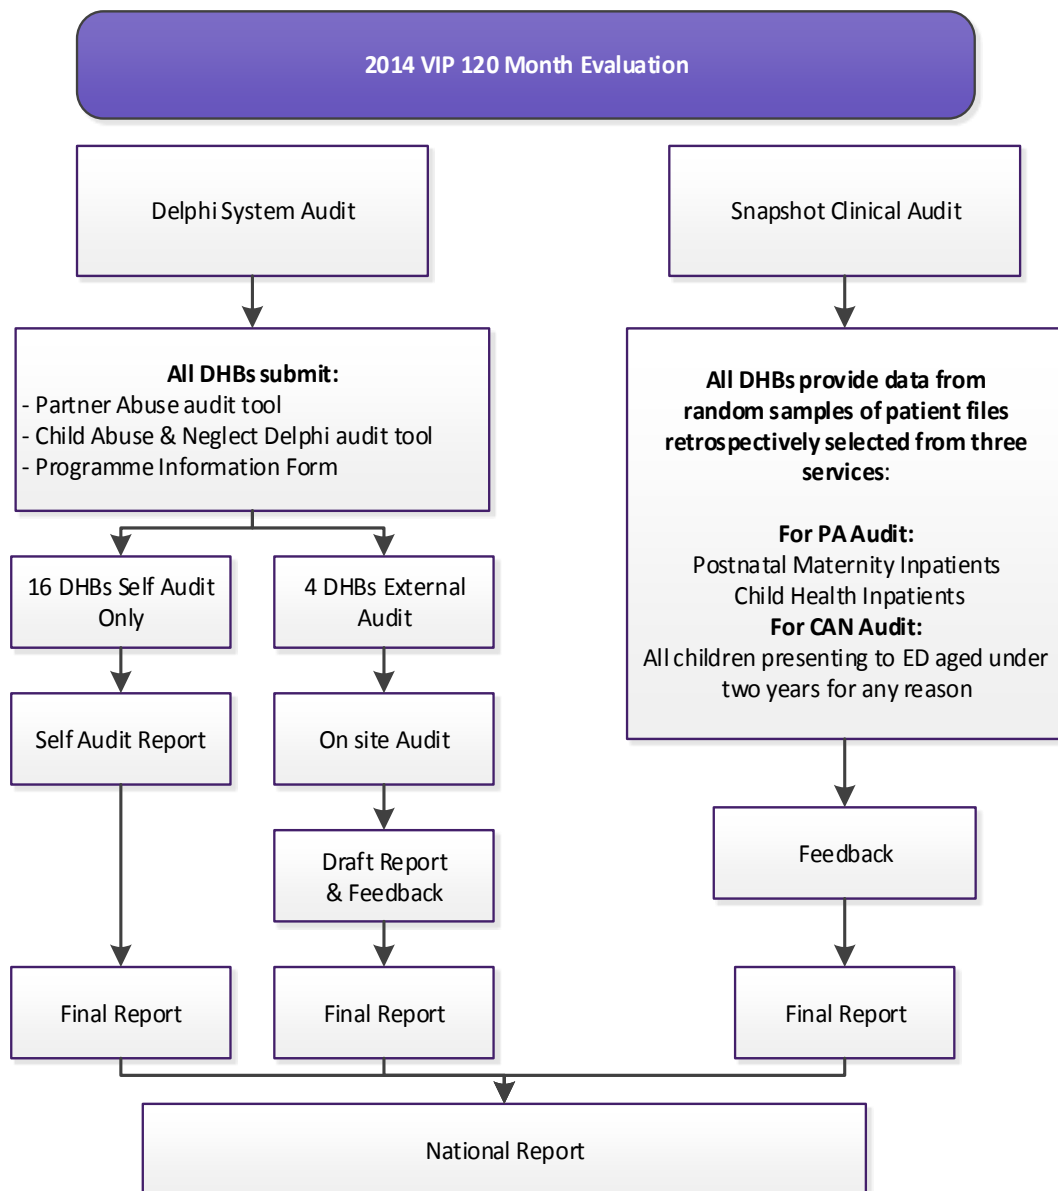 2014 VIP 120 Month Evaluation
Delphi System Audit
Snapshot Clinical Audit
All DHBs submit:
- Partner Abuse audit tool
- Child Abuse & Neglect Delphi audit tool
- Programme Information Form
All DHBs provide data from
random samples of patient files
retrospectively selected from three
services:
For PA Audit:
Postnatal Maternity Inpatients
Child Health Inpatients
For CAN Audit:
All children presenting to ED aged under
two years for any reason
16 DHBs Self Audit
Only
4 DHBs External
Audit
Self Audit Report
On site Audit
Draft Report
& Feedback
Feedback
Final Report
Final Report
Final Report
National Report